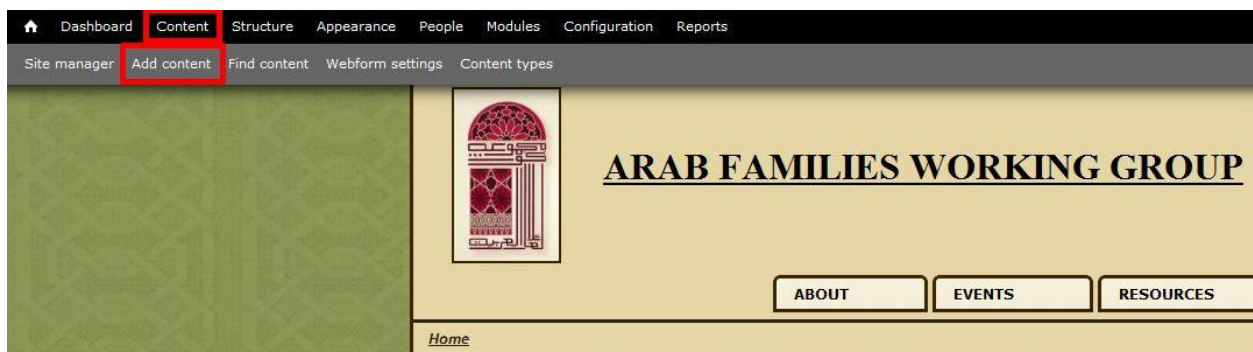 Dashboard Content Structure Appearance People Modules Configuration Reports
Site manager Add content Find content Webform settings Content types
ARAB FAMILIES WORKING GROUP
ABOUT EVENTS RESOURCES
Home